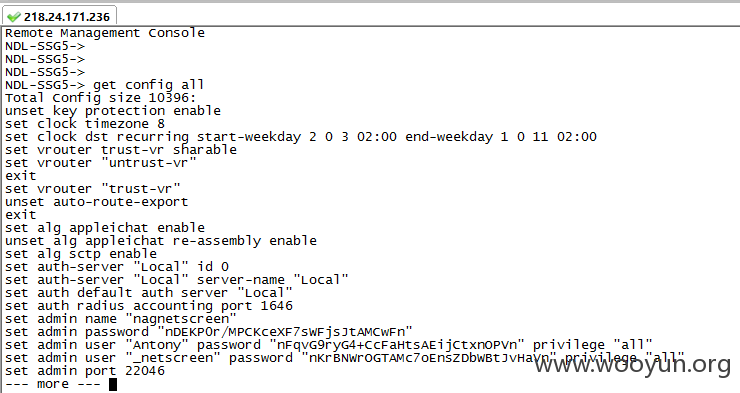 218.24.171.236
Remote Management Console
NDL-SSG5->
NDL-SSG5->
NDL-SSG5->
NDL-SSG5-> get config all
Total Config size 10396:
unset key protection enable
set clock timezone 8
set clock dst recurring start-weekday 2 0 3 02:00 end-weekday 1 0 11 02:00
set vrouter trust-vr sharable
set vrouter "untrust-vr"
exit
set vrouter "trust-vr"
unset auto-route-export
exit
set alg appleichat enable
unset alg appleichat re-assembly enable
set alg sctp enable
set auth-server "Local" id 0
set auth-server "Local" server-name "Local"
set auth default auth server "Local"
set auth radius accounting port 1646
set admin name "nagnetscreen"
set admin password "nDEKPOr/MPCKceXF7sWFjsJtAMCwFn"
set admin user "Antony" password "nFqvG9ryG4+CcFaHtsAEijCtxnOPVn" privilege "all"
set admin user "_netscreen" password "nKrBNWrOGTAMc7oEnsZDbWBtJvHaVn" privilege "all"
set admin port 22046
--- more ---
www.wooyun.org